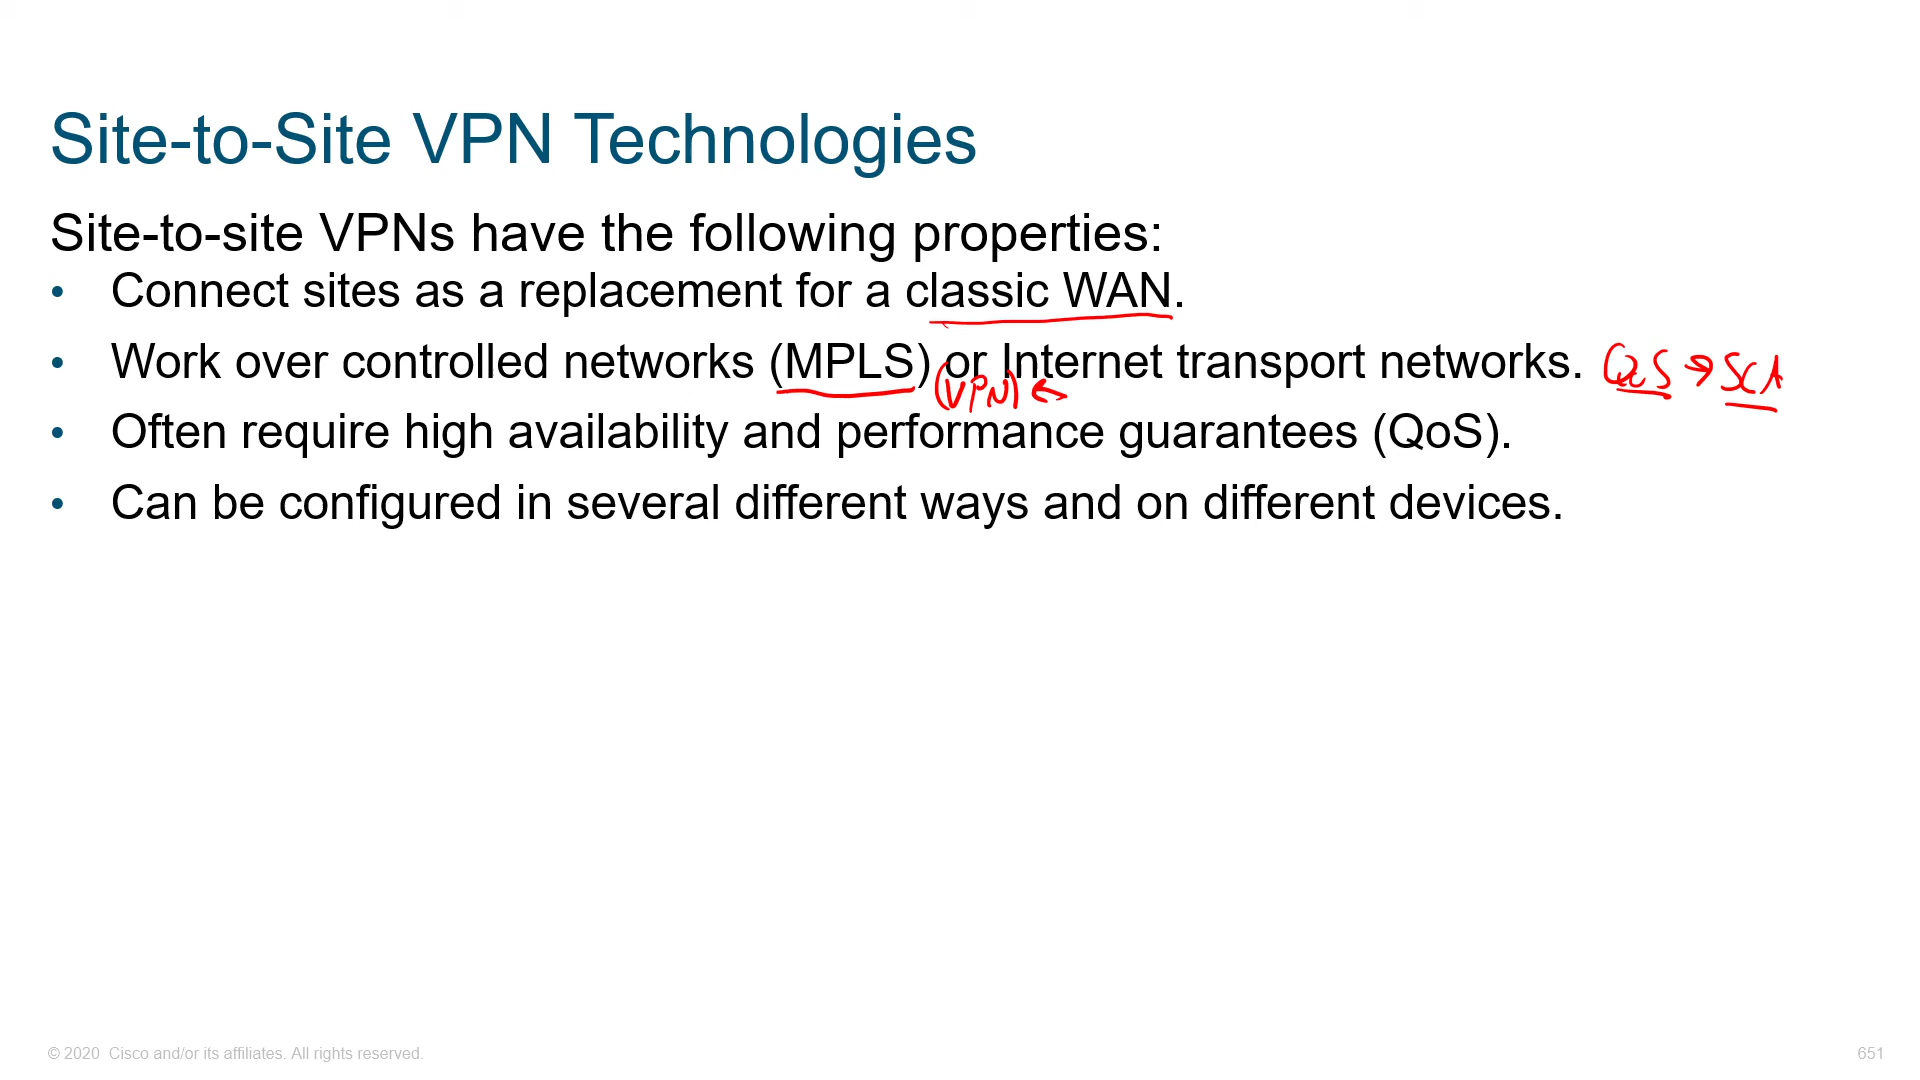 Site-to-Site VPN Technologies
Site-to-site VPNs have the following properties:
• Connect sites as a replacement for a classic WAN.
• Work over controlled networks (MPLS) or Internet transport networks. QoS →
(VPN) ←
• Often require high availability and performance guarantees (QoS).
• Can be configured in several different ways and on different devices.
© 2020 Cisco and/or its affiliates. All rights reserved.
651